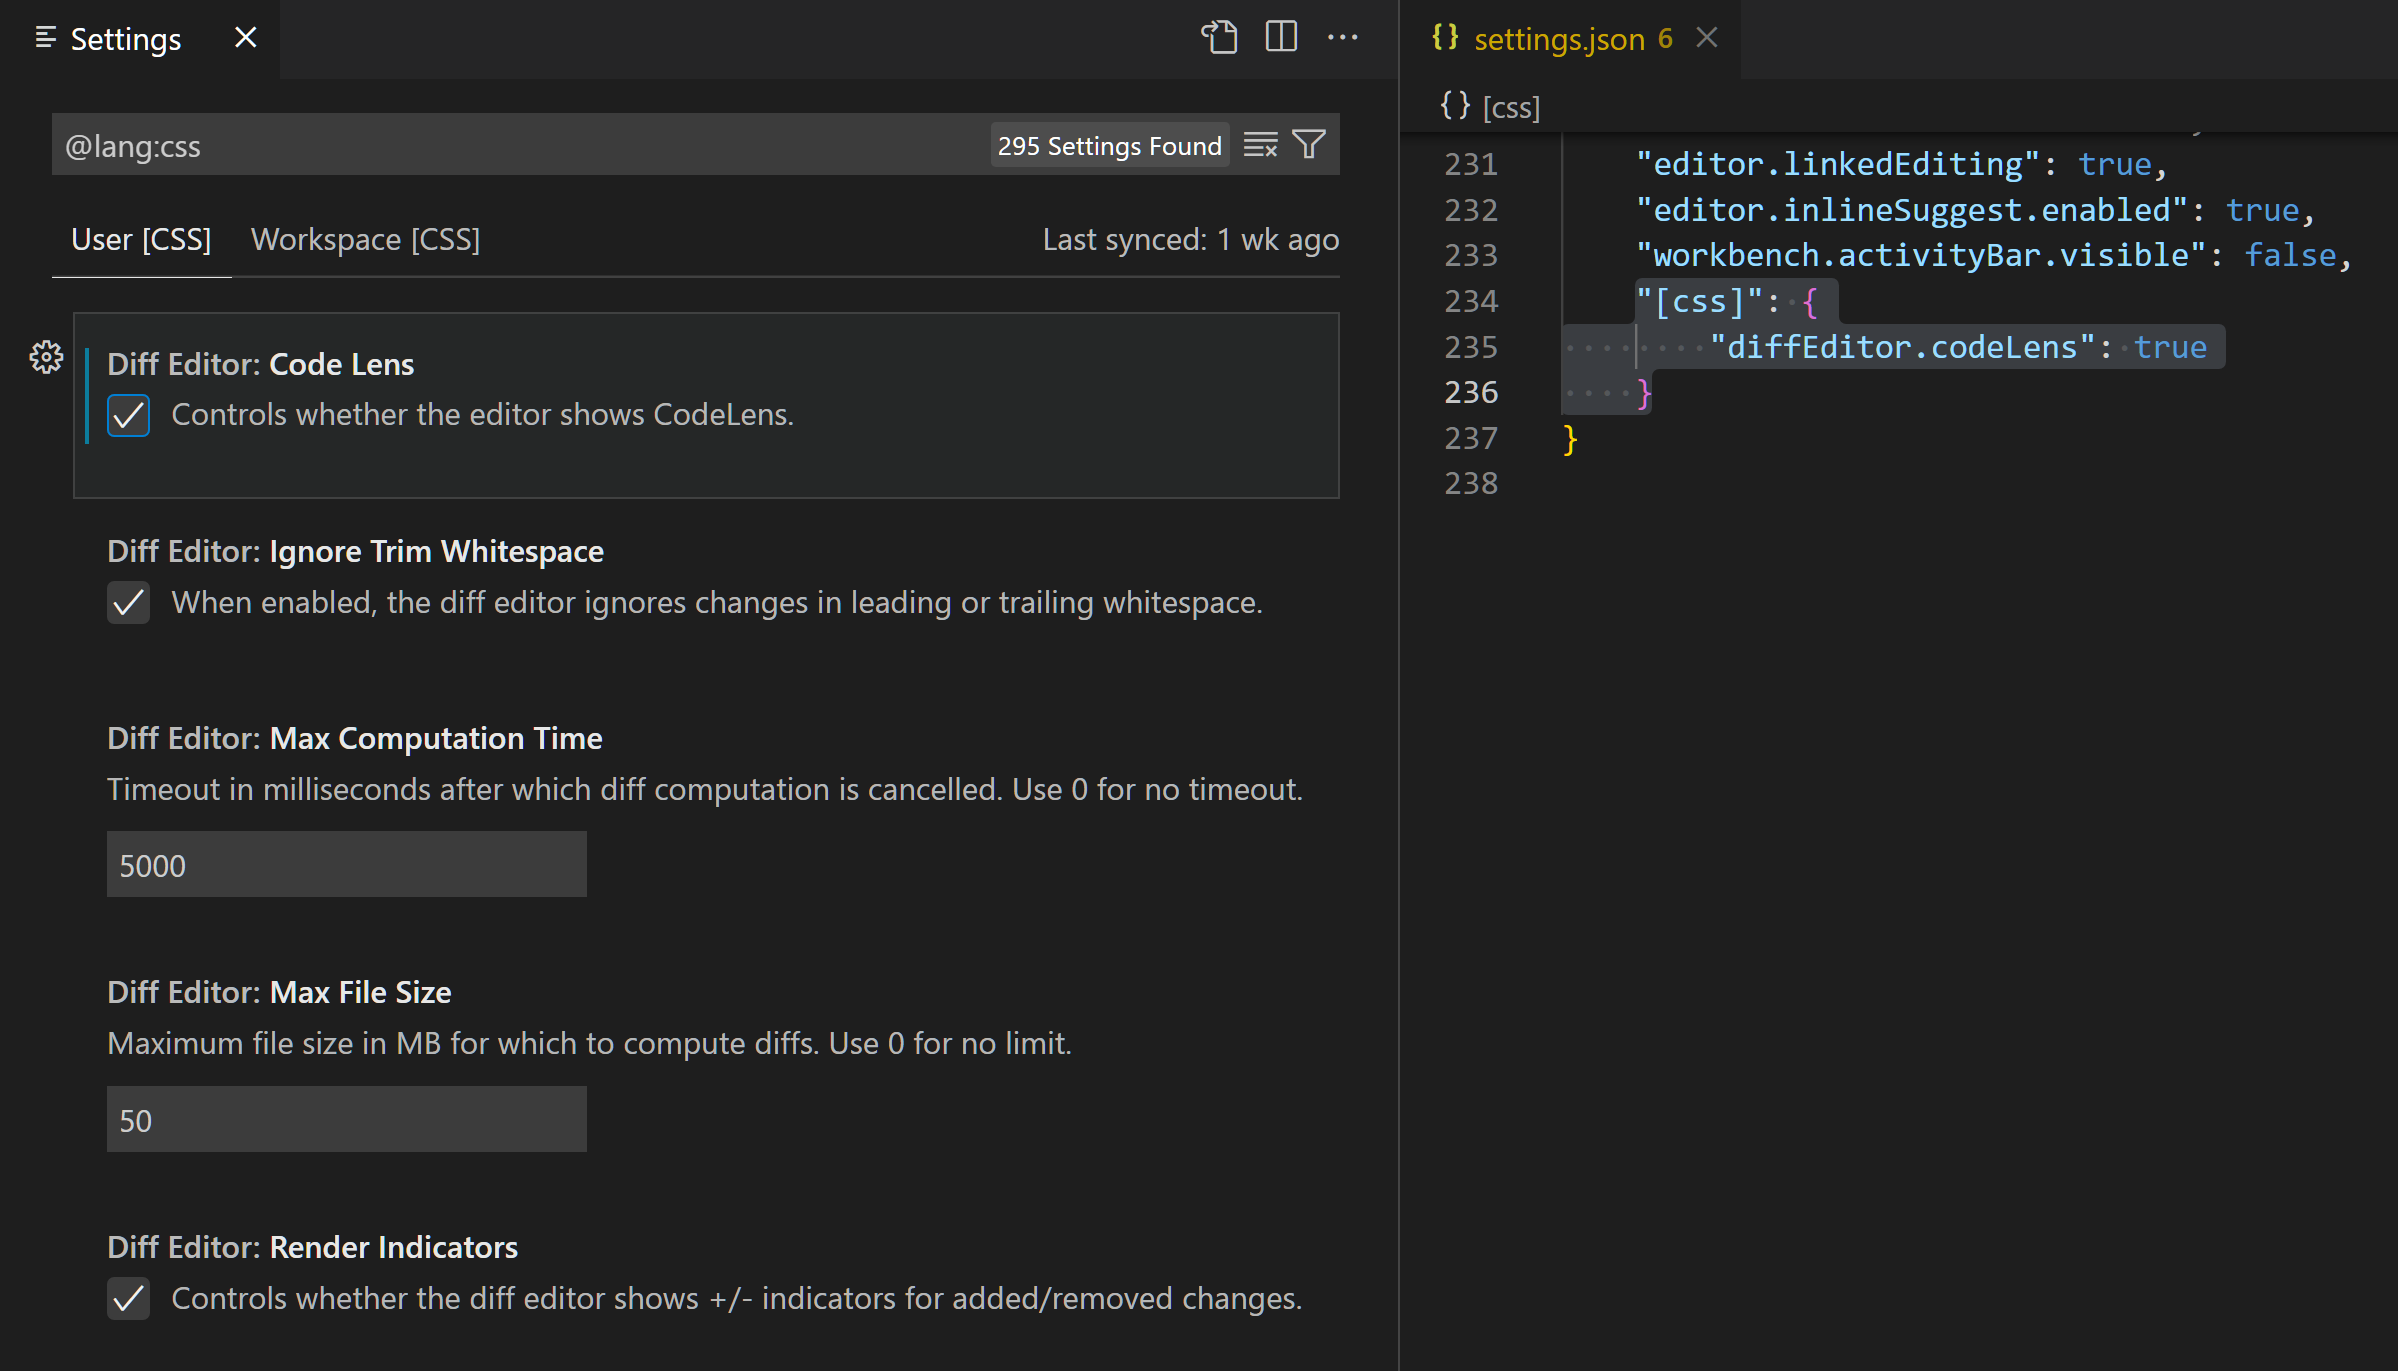 Settings
@lang:css
295 Settings Found
User [CSS] Workspace [CSS] Last synced: 1 wk ago
Diff Editor: Code Lens
Controls whether the editor shows CodeLens.
Diff Editor: Ignore Trim Whitespace
When enabled, the diff editor ignores changes in leading or trailing whitespace.
Diff Editor: Max Computation Time
Timeout in milliseconds after which diff computation is cancelled. Use 0 for no timeout.
5000
Diff Editor: Max File Size
Maximum file size in MB for which to compute diffs. Use 0 for no limit.
50
Diff Editor: Render Indicators
Controls whether the diff editor shows +/- indicators for added/removed changes.
{} settings.json 6
{} [css]
231 "editor.linkedEditing": true,
232 "editor.inlineSuggest.enabled": true,
233 "workbench.activityBar.visible": false,
234 "[css]": {
235 "diffEditor.codeLens": true
236 }
237 }
238